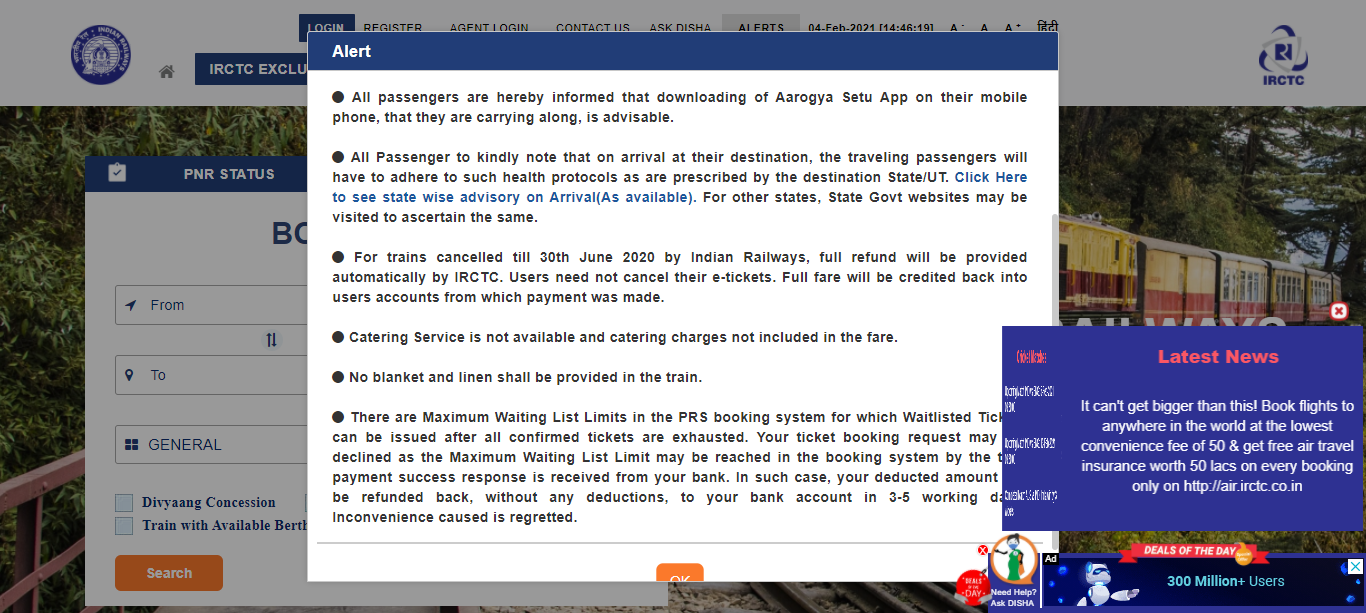 LOGIN REGISTER AGENT LOGIN CONTACT US ASK DISHA ALERTS 04-Feb-2021 [14:46:19] A- A A+ हिंदी
IRCTC EXCLU
IRCTC
PNR STATUS
BO
From
To
GENERAL
Divyaang Concession
Train with Available Berth
Search
Alert
● All passengers are hereby informed that downloading of Aarogya Setu App on their mobile
phone, that they are carrying along, is advisable.
● All Passenger to kindly note that on arrival at their destination, the traveling passengers will
have to adhere to such health protocols as are prescribed by the destination State/UT. Click Here
to see state wise advisory on Arrival(As available). For other states, State Govt websites may be
visited to ascertain the same.
● For trains cancelled till 30th June 2020 by Indian Railways, full refund will be provided
automatically by IRCTC. Users need not cancel their e-tickets. Full fare will be credited back into
users accounts from which payment was made.
● Catering Service is not available and catering charges not included in the fare.
● No blanket and linen shall be provided in the train.
● There are Maximum Waiting List Limits in the PRS booking system for which Waitlisted Tick
can be issued after all confirmed tickets are exhausted. Your ticket booking request may
declined as the Maximum Waiting List Limit may be reached in the booking system by the t
payment success response is received from your bank. In such case, your deducted amount
be refunded back, without any deductions, to your bank account in 3-5 working da
Inconvenience caused is regretted.
OK
Latest News
It can't get bigger than this! Book flights to
anywhere in the world at the lowest
convenience fee of 50 & get free air travel
insurance worth 50 lacs on every booking
only on http://air.irctc.co.in
DEALS OF THE DAY
DEALS
OF THE
DAY
Need Help?
Ask DISHA
Ad
300 Million+ Users